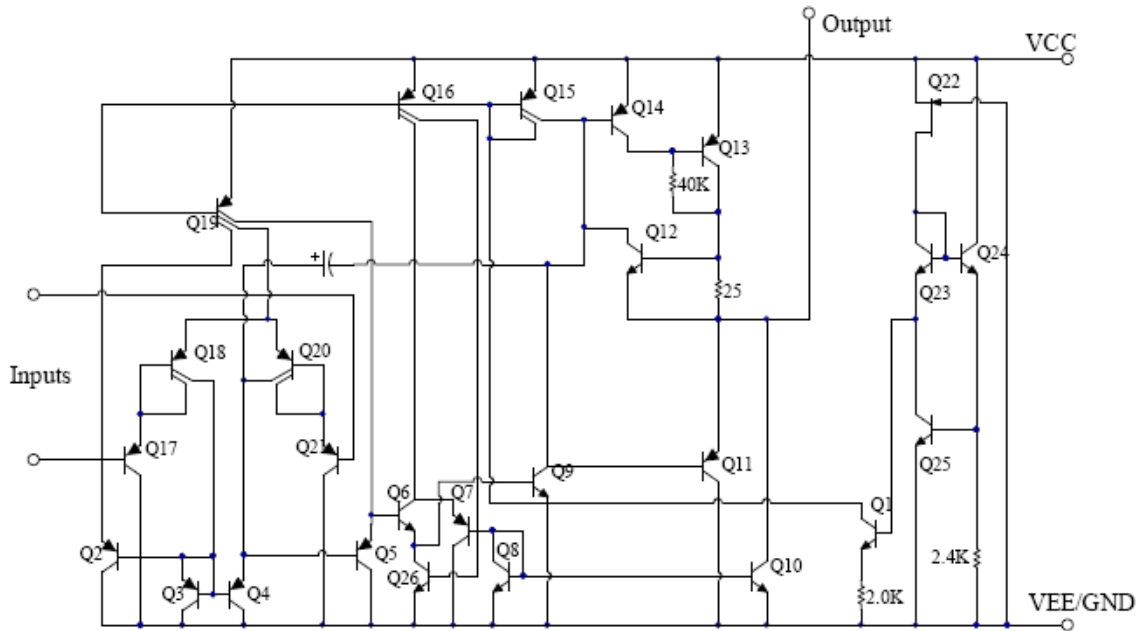 Output
VCC
Q22
Q16
Q15
Q14
Q13
40K
Q19
Q12
Q24
+
25
Q23
Q18
Q20
Inputs
Q17
Q21
Q25
Q11
Q6
Q7
Q9
Q1
Q2
Q5
Q8
Q10
2.4K
Q3
Q4
Q26
2.0K
VEE/GND